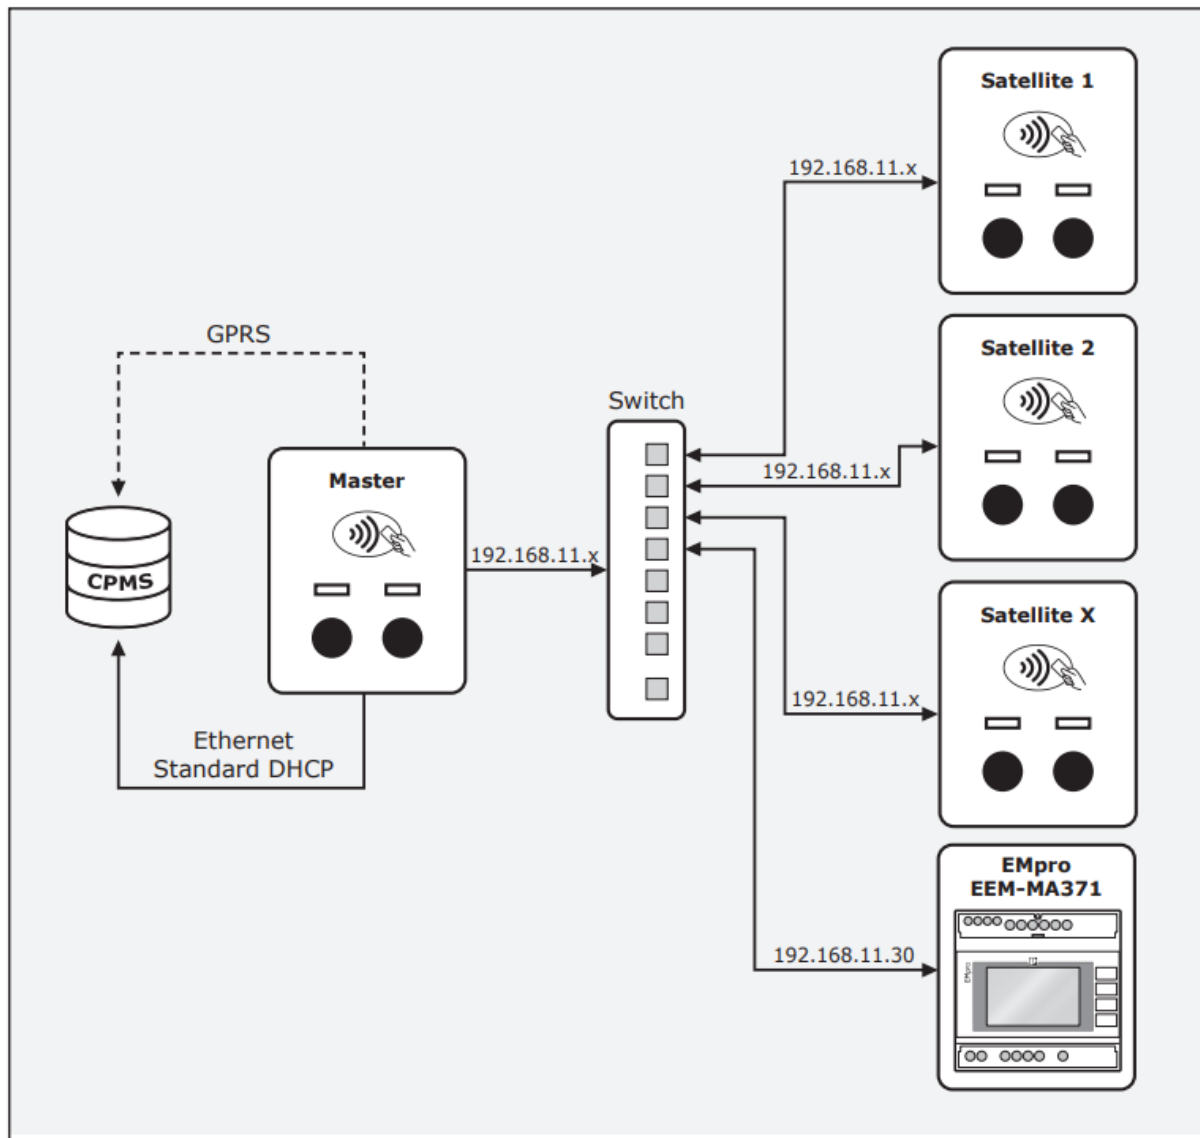 Satellite 1
192.168.11.x
GPRS
Satellite 2
Switch
192.168.11.x
Master
192.168.11.x
CPMS
Satellite X
192.168.11.x
Ethernet
Standard DHCP
EMpro
EEM-MA371
192.168.11.30
EMpro